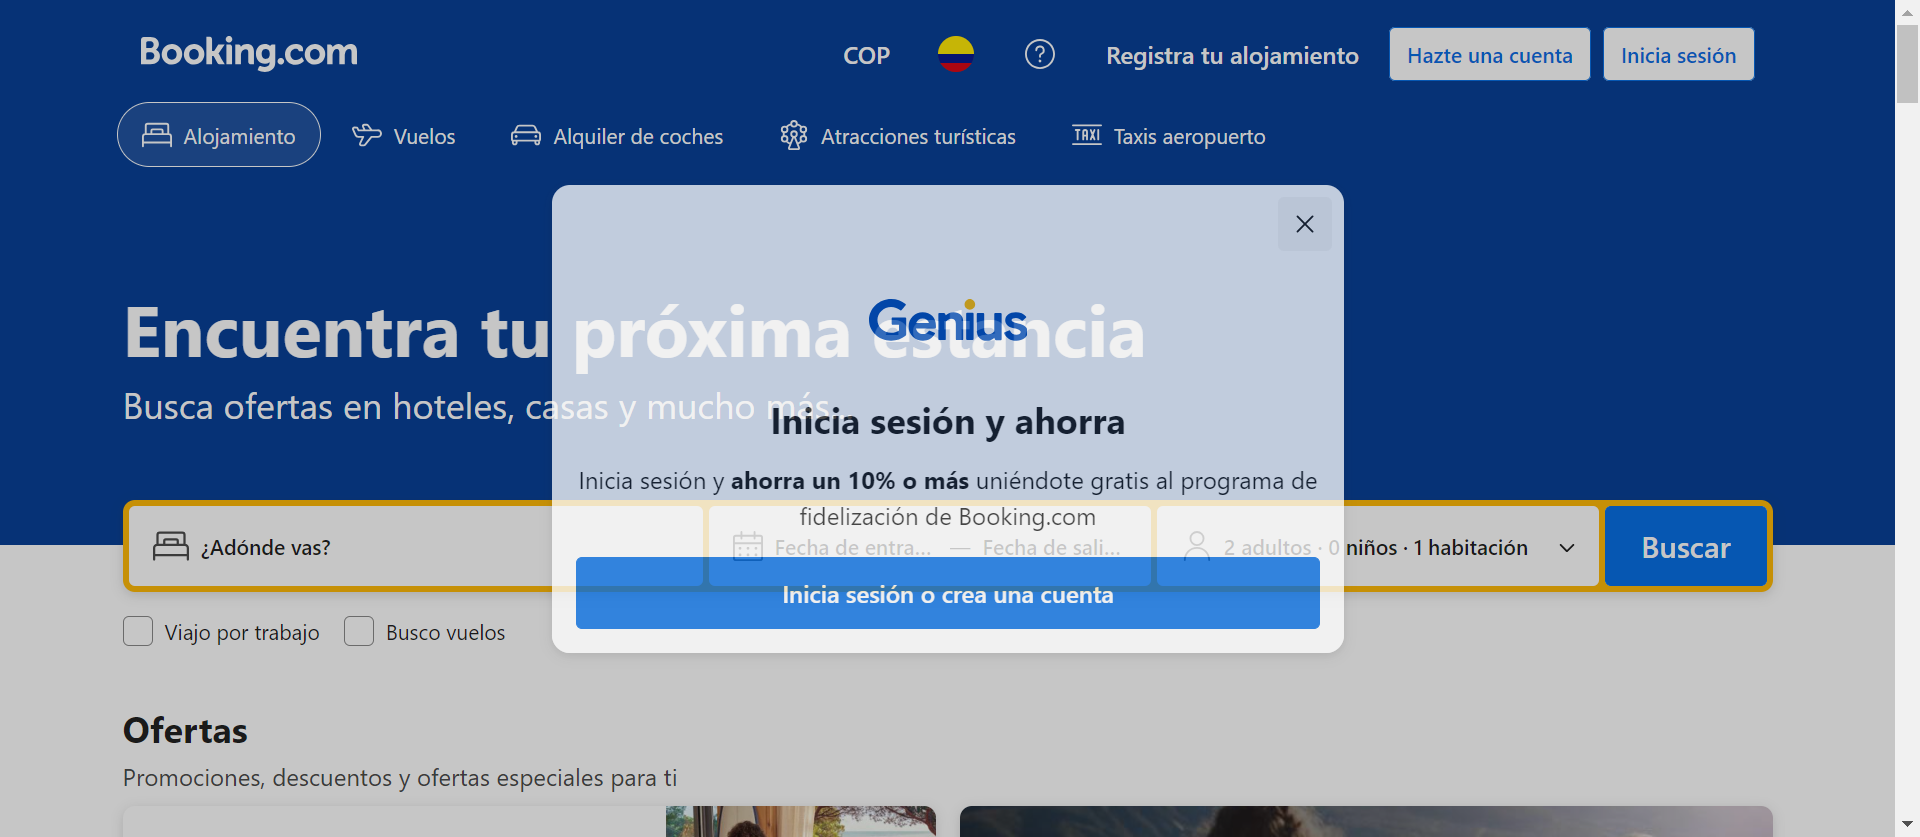 Booking.com
COP
Registra tu alojamiento
Hazte una cuenta
Inicia sesión
Alojamiento
Vuelos
Alquiler de coches
Atracciones turísticas
TAXI
Taxis aeropuerto
Encuentra tu próxima estancia
Busca ofertas en hoteles, casas y mucho más...
Genius
Inicia sesión y ahorra
Inicia sesión y ahorra un 10% o más uniéndote gratis al programa de
fidelización de Booking.com
Inicia sesión o crea una cuenta
¿Adónde vas?
Fecha de entra... — Fecha de sali...
2 adultos · 0 niños · 1 habitación
Buscar
Viajo por trabajo
Busco vuelos
Ofertas
Promociones, descuentos y ofertas especiales para ti